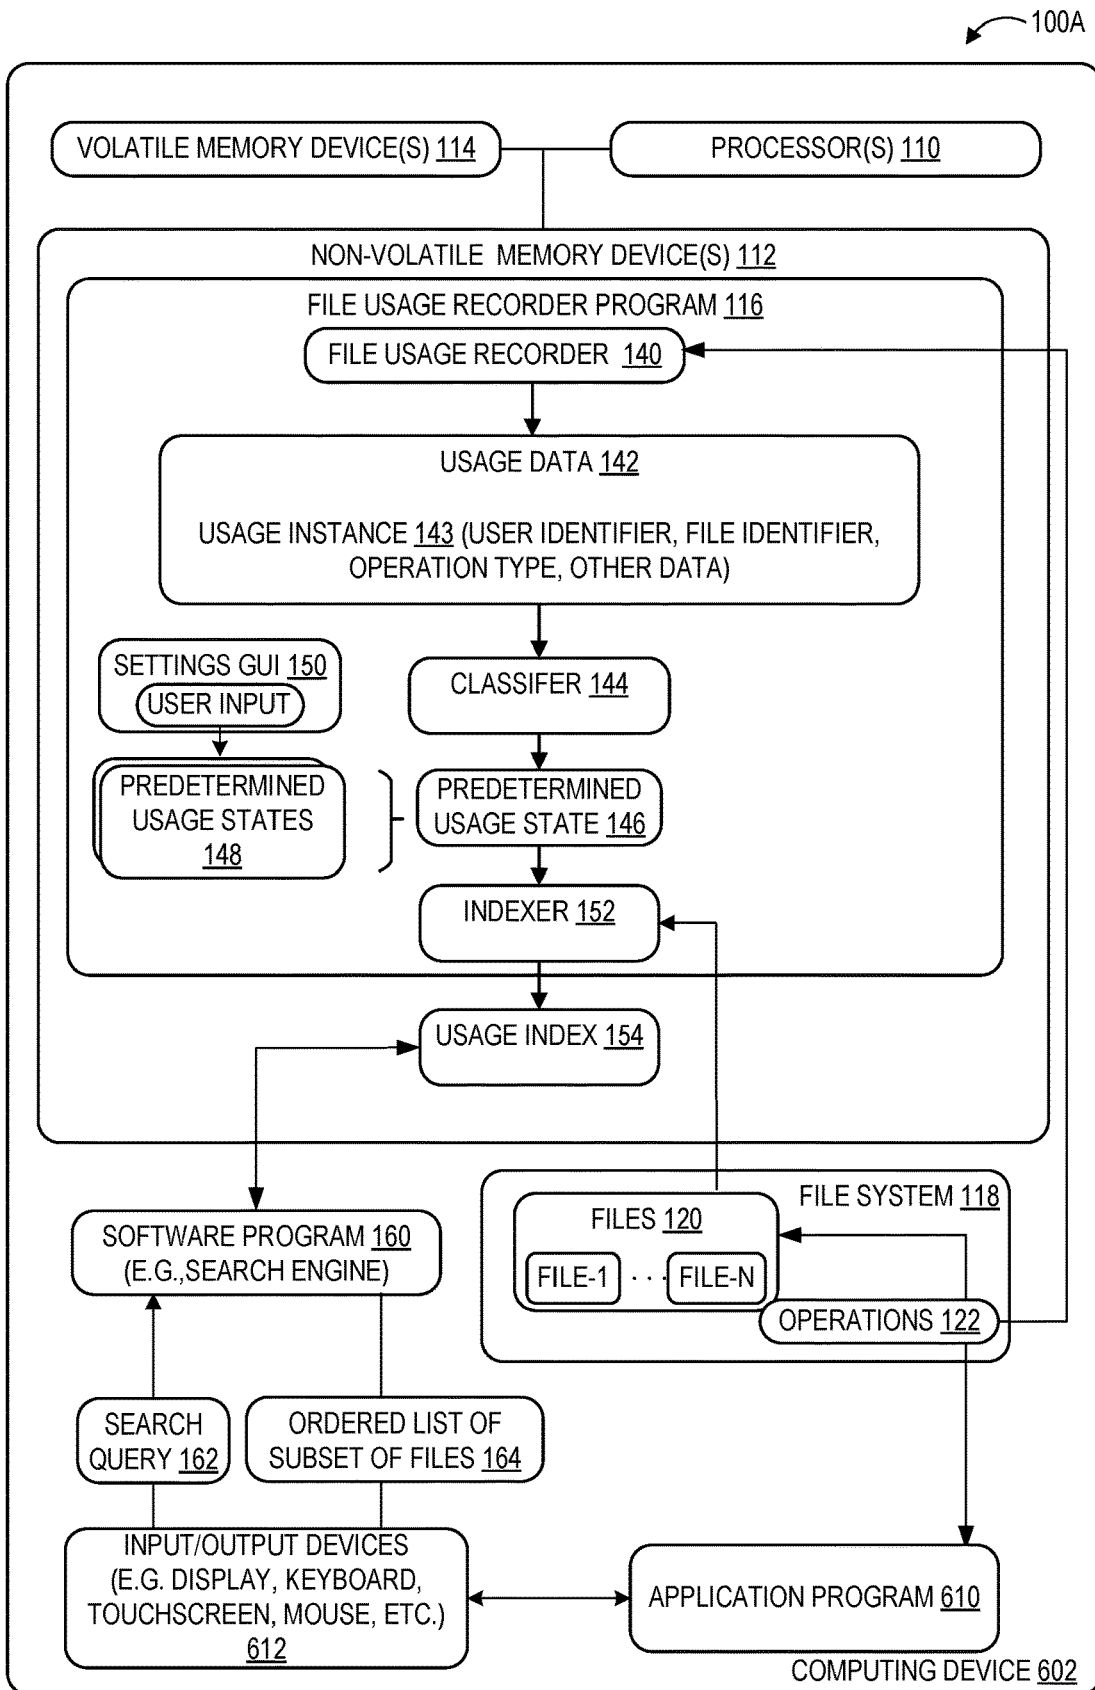 100A
VOLATILE MEMORY DEVICE(S) 114
PROCESSOR(S) 110
NON-VOLATILE MEMORY DEVICE(S) 112
FILE USAGE RECORDER PROGRAM 116
FILE USAGE RECORDER 140
USAGE DATA 142
USAGE INSTANCE 143 (USER IDENTIFIER, FILE IDENTIFIER,
OPERATION TYPE, OTHER DATA)
SETTINGS GUI 150
USER INPUT
CLASSIFER 144
PREDETERMINED
USAGE STATES
148
PREDETERMINED
USAGE STATE 146
INDEXER 152
USAGE INDEX 154
FILE SYSTEM 118
FILES 120
FILE-1 ··· FILE-N
OPERATIONS 122
SOFTWARE PROGRAM 160
(E.G.,SEARCH ENGINE)
SEARCH
QUERY 162
ORDERED LIST OF
SUBSET OF FILES 164
INPUT/OUTPUT DEVICES
(E.G. DISPLAY, KEYBOARD,
TOUCHSCREEN, MOUSE, ETC.)
612
APPLICATION PROGRAM 610
COMPUTING DEVICE 602